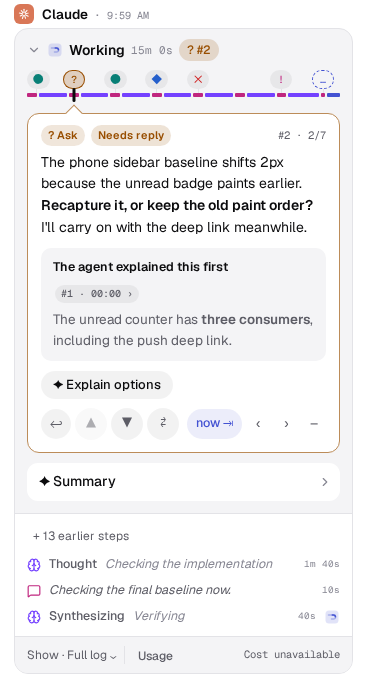 Claude · 9:59 AM
Working 15m 0s ? #2
? ! …
? Ask Needs reply #2 · 2/7
The phone sidebar baseline shifts 2px
because the unread badge paints earlier.
Recapture it, or keep the old paint order?
I'll carry on with the deep link meanwhile.
The agent explained this first
#1 · 00:00 ›
The unread counter has three consumers,
including the push deep link.
Explain options
now
Summary
+ 13 earlier steps
Thought Checking the implementation 1m 40s
Checking the final baseline now. 10s
Synthesizing Verifying 40s
Show · Full log Usage Cost unavailable